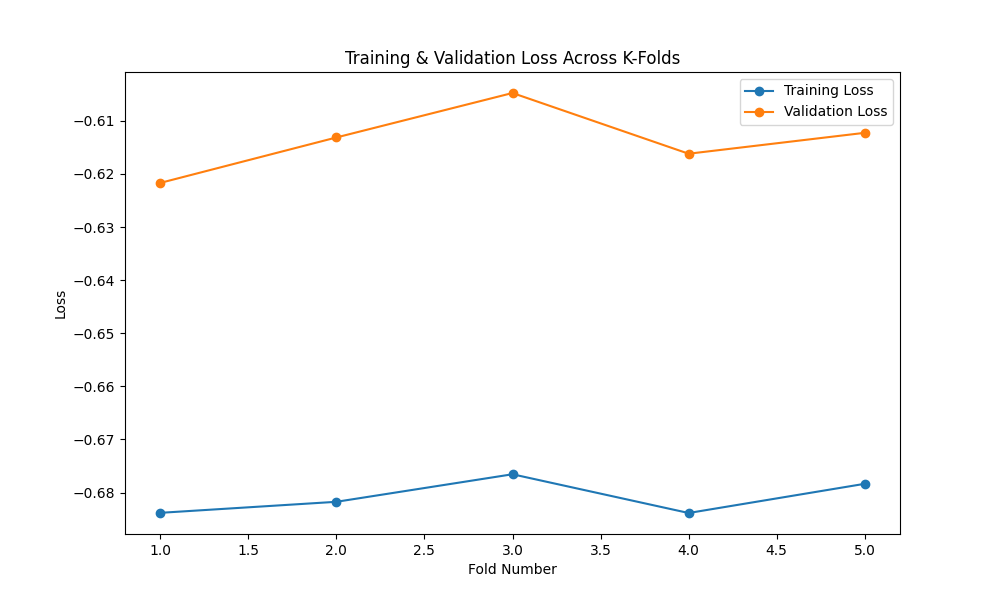 Training & Validation Loss Across K-Folds
Training Loss
Validation Loss
−0.61
−0.62
−0.63
−0.64
−0.65
−0.66
−0.67
−0.68
Loss
1.0 1.5 2.0 2.5 3.0 3.5 4.0 4.5 5.0
Fold Number